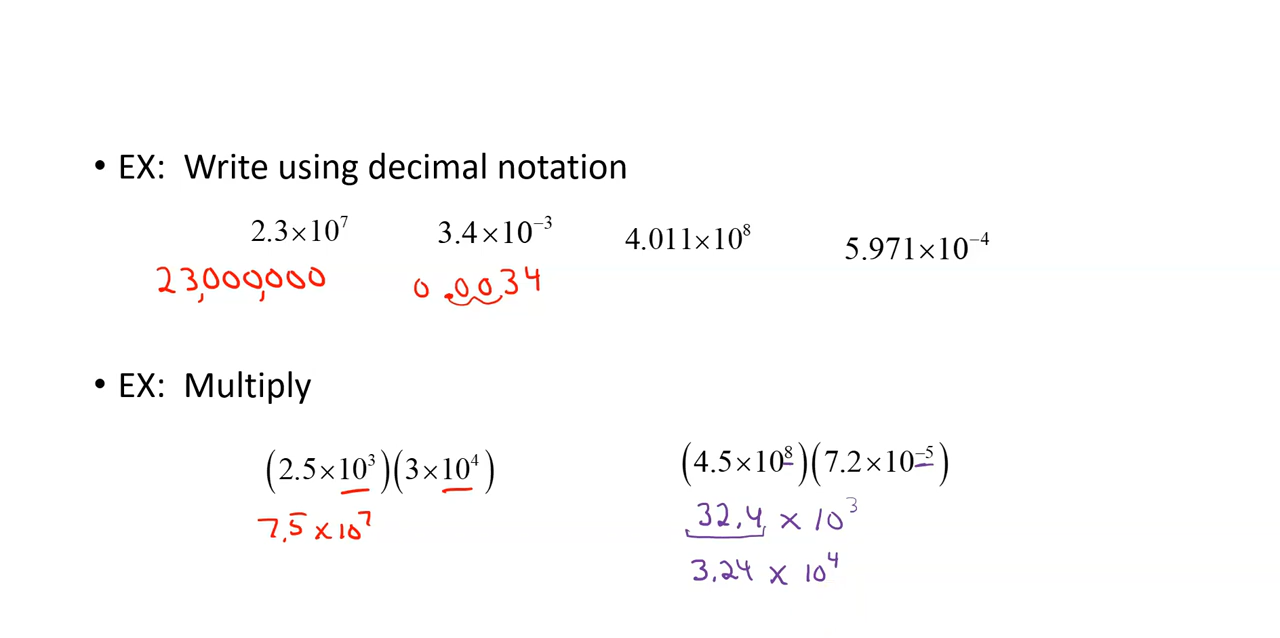 • EX: Write using decimal notation
2.3×10⁷ 3.4×10⁻³ 4.011×10⁸ 5.971×10⁻⁴
23,000,000 0.0034
• EX: Multiply
(2.5×10³)(3×10⁴) (4.5×10⁸)(7.2×10⁻⁵)
7.5×10⁷ 32.4 × 10³
3.24 × 10⁴